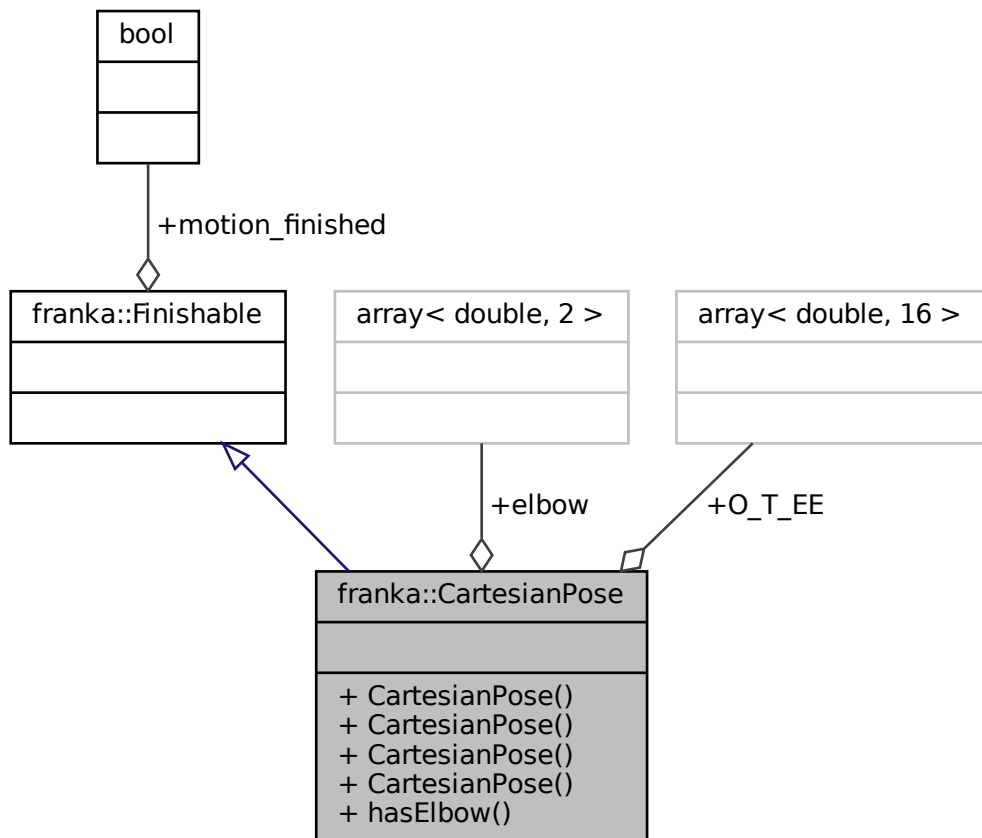 bool
+motion_finished
franka::Finishable
array< double, 2 >
array< double, 16 >
+elbow
+O_T_EE
franka::CartesianPose
+ CartesianPose()
+ CartesianPose()
+ CartesianPose()
+ CartesianPose()
+ hasElbow()